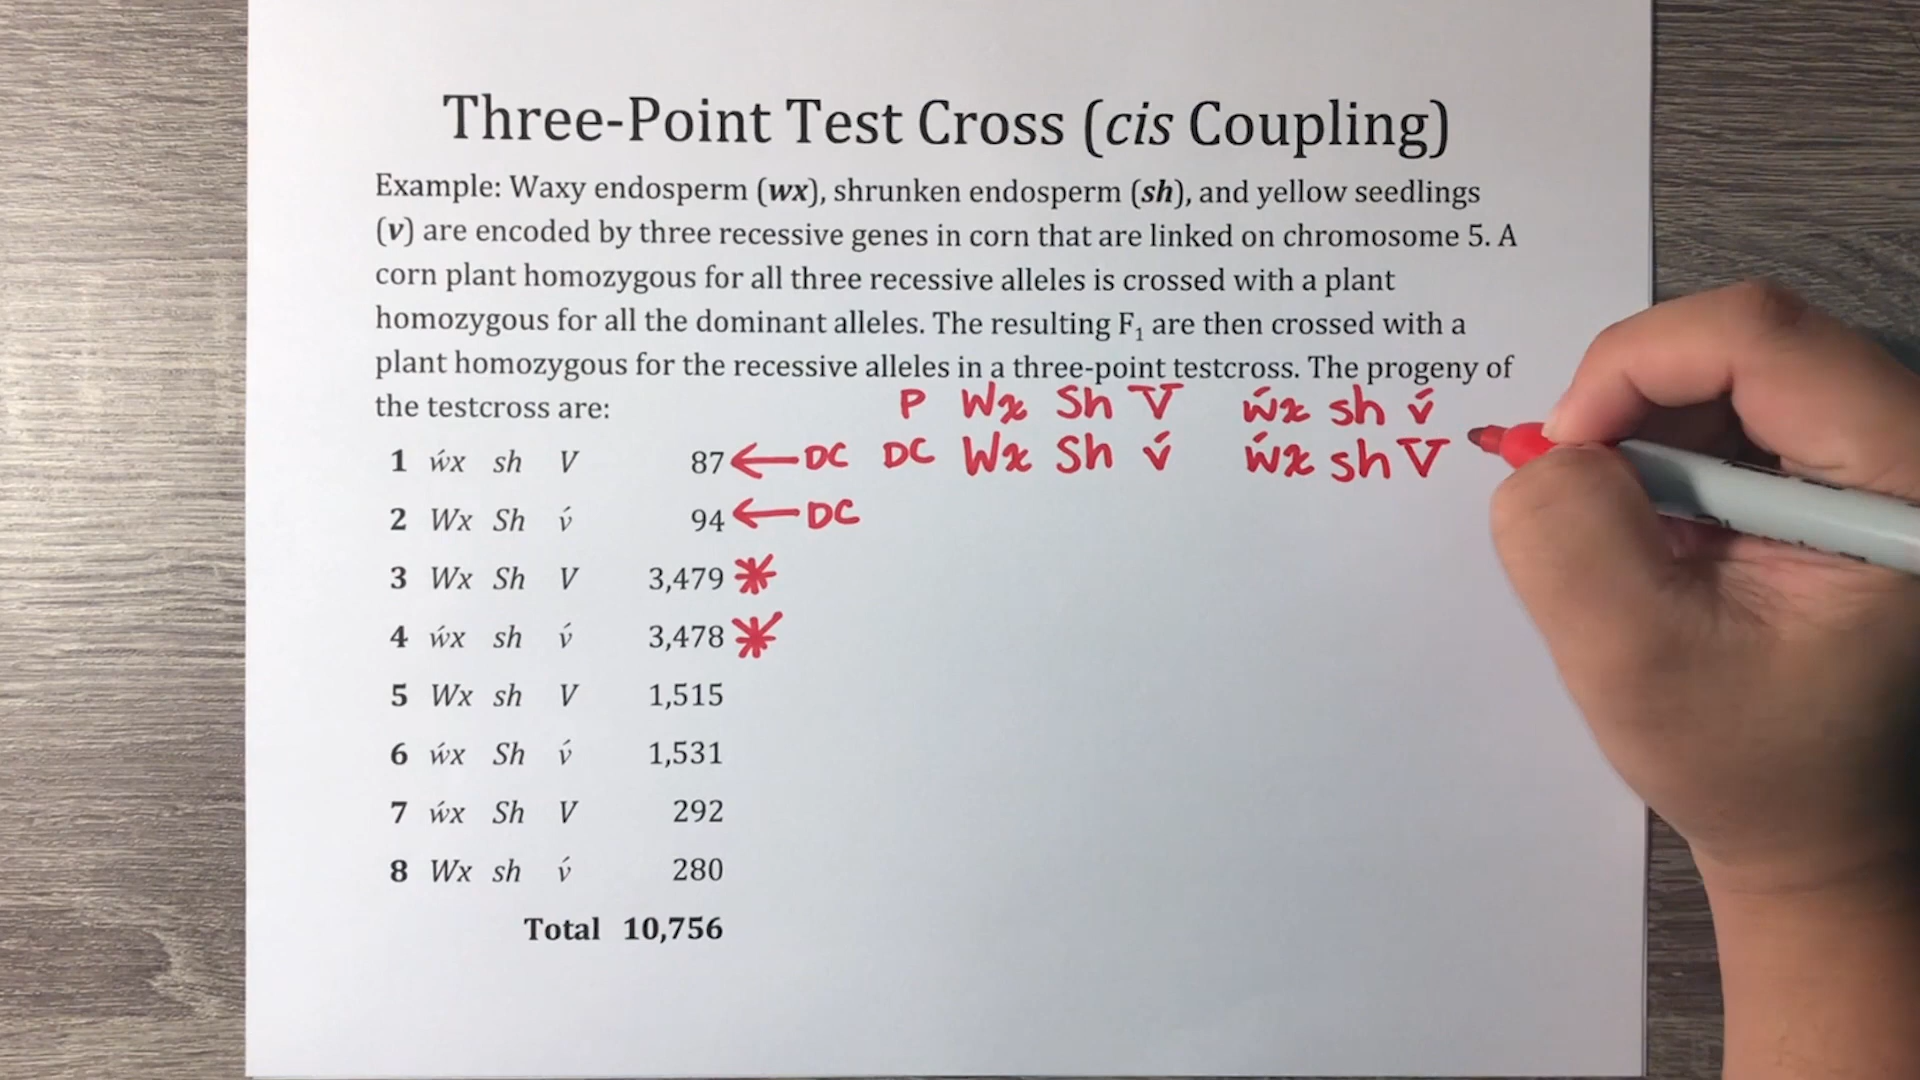 Three-Point Test Cross (cis Coupling)
Example: Waxy endosperm (wx), shrunken endosperm (sh), and yellow seedlings
(v) are encoded by three recessive genes in corn that are linked on chromosome 5. A
corn plant homozygous for all three recessive alleles is crossed with a plant
homozygous for all the dominant alleles. The resulting F₁ are then crossed with a
plant homozygous for the recessive alleles in a three-point testcross. The progeny of
the testcross are:
P Wx Sh V ẃx sh v́
1 ẃx sh V 87 ← DC DC Wx Sh v́ ẃx sh V
2 Wx Sh v́ 94 ← DC
3 Wx Sh V 3,479 *
4 ẃx sh v́ 3,478 *
5 Wx sh V 1,515
6 ẃx Sh v́ 1,531
7 ẃx Sh V 292
8 Wx sh v́ 280
Total 10,756